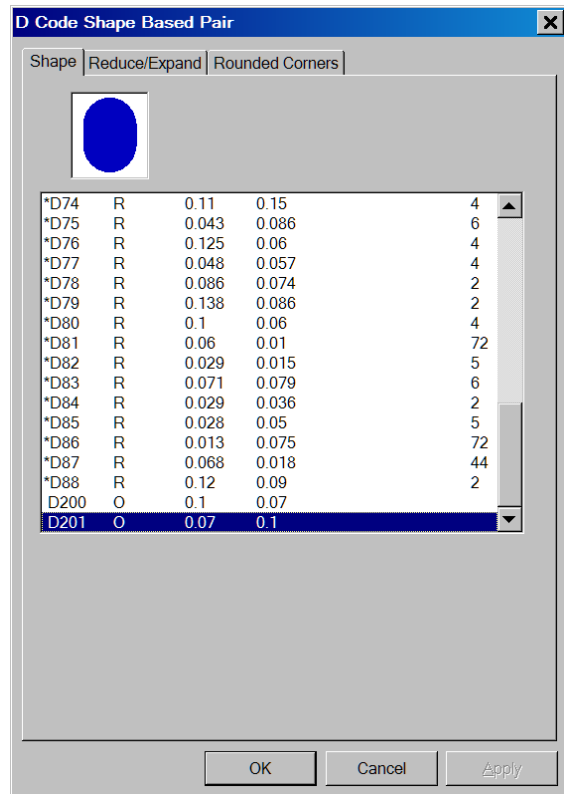 D Code Shape Based Pair
Shape Reduce/Expand Rounded Corners
*D74 R 0.11 0.15 4
*D75 R 0.043 0.086 6
*D76 R 0.125 0.06 4
*D77 R 0.048 0.057 4
*D78 R 0.086 0.074 2
*D79 R 0.138 0.086 2
*D80 R 0.1 0.06 4
*D81 R 0.06 0.01 72
*D82 R 0.029 0.015 5
*D83 R 0.071 0.079 6
*D84 R 0.029 0.036 2
*D85 R 0.028 0.05 5
*D86 R 0.013 0.075 72
*D87 R 0.068 0.018 44
*D88 R 0.12 0.09 2
D200 O 0.1 0.07
D201 O 0.07 0.1
OK Cancel Apply